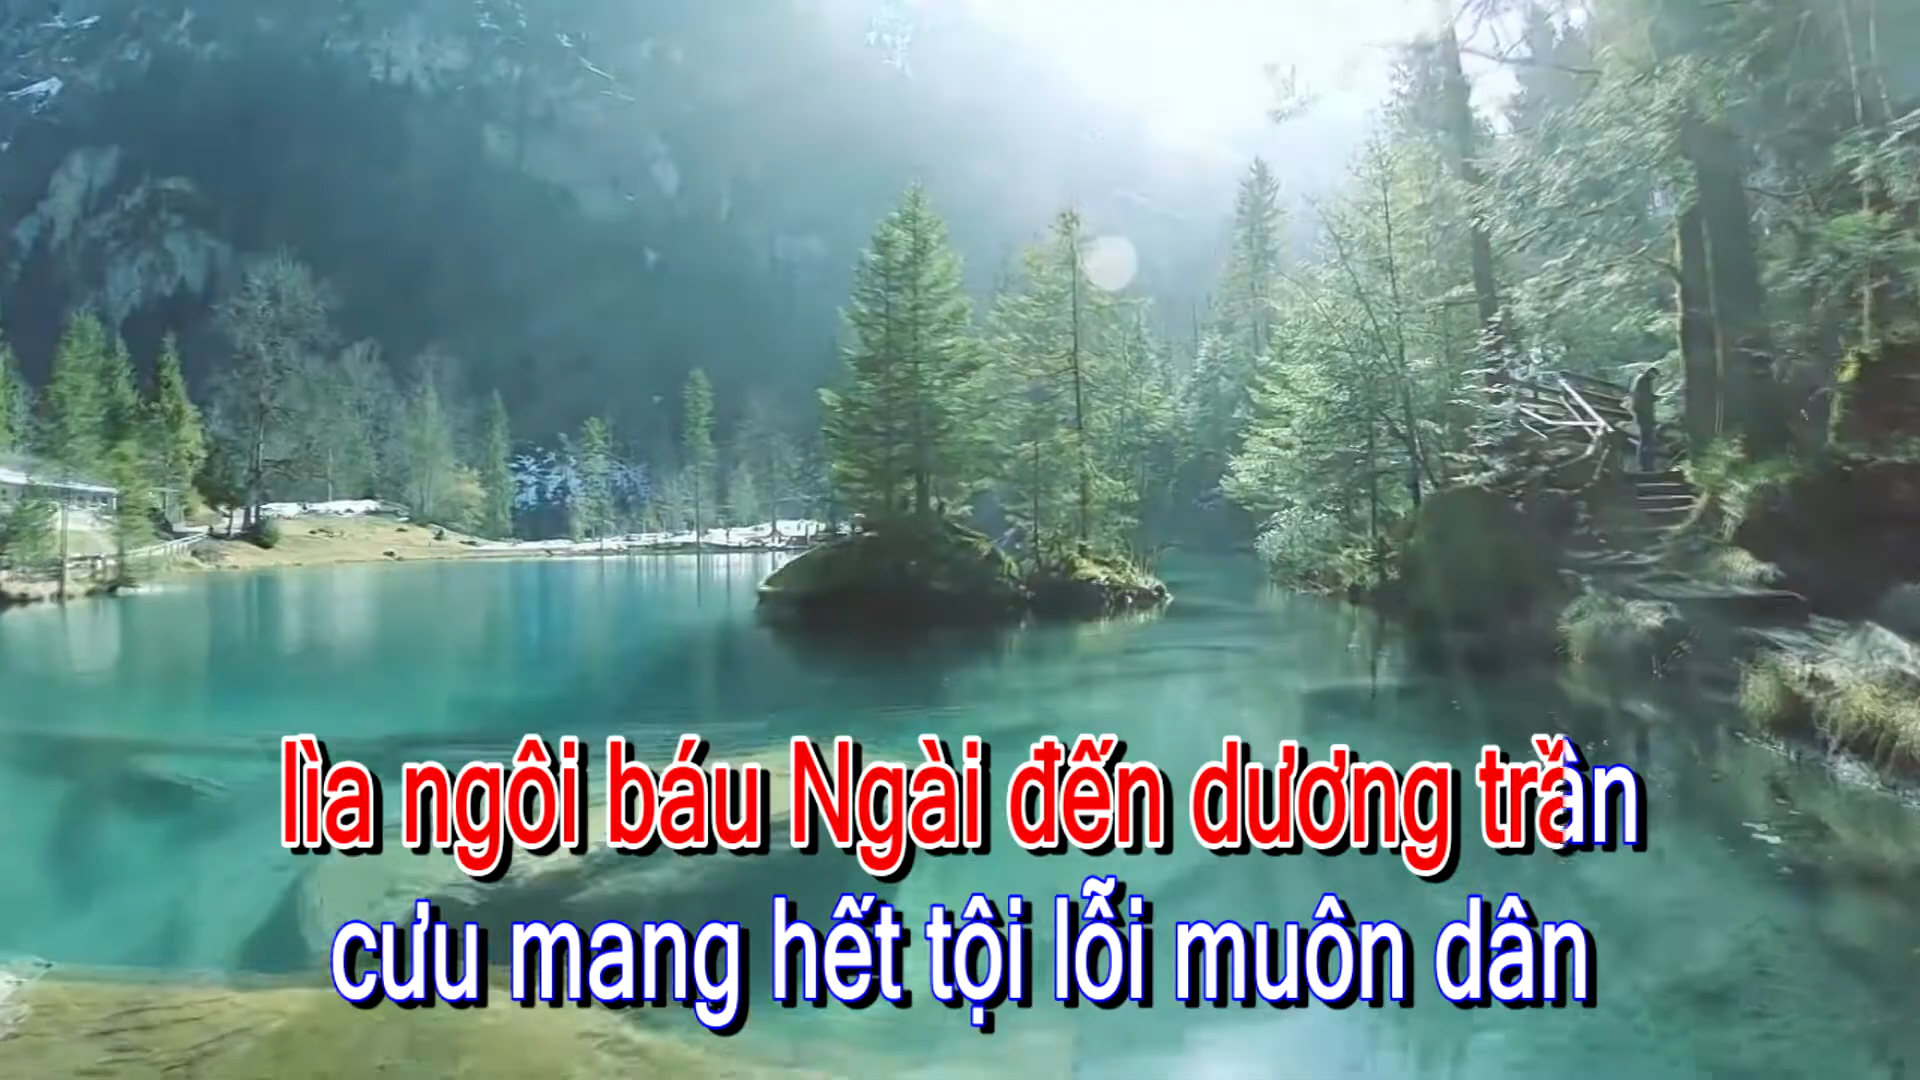 lìa ngôi báu Ngài đến dương trần
cưu mang hết tội lỗi muôn dân